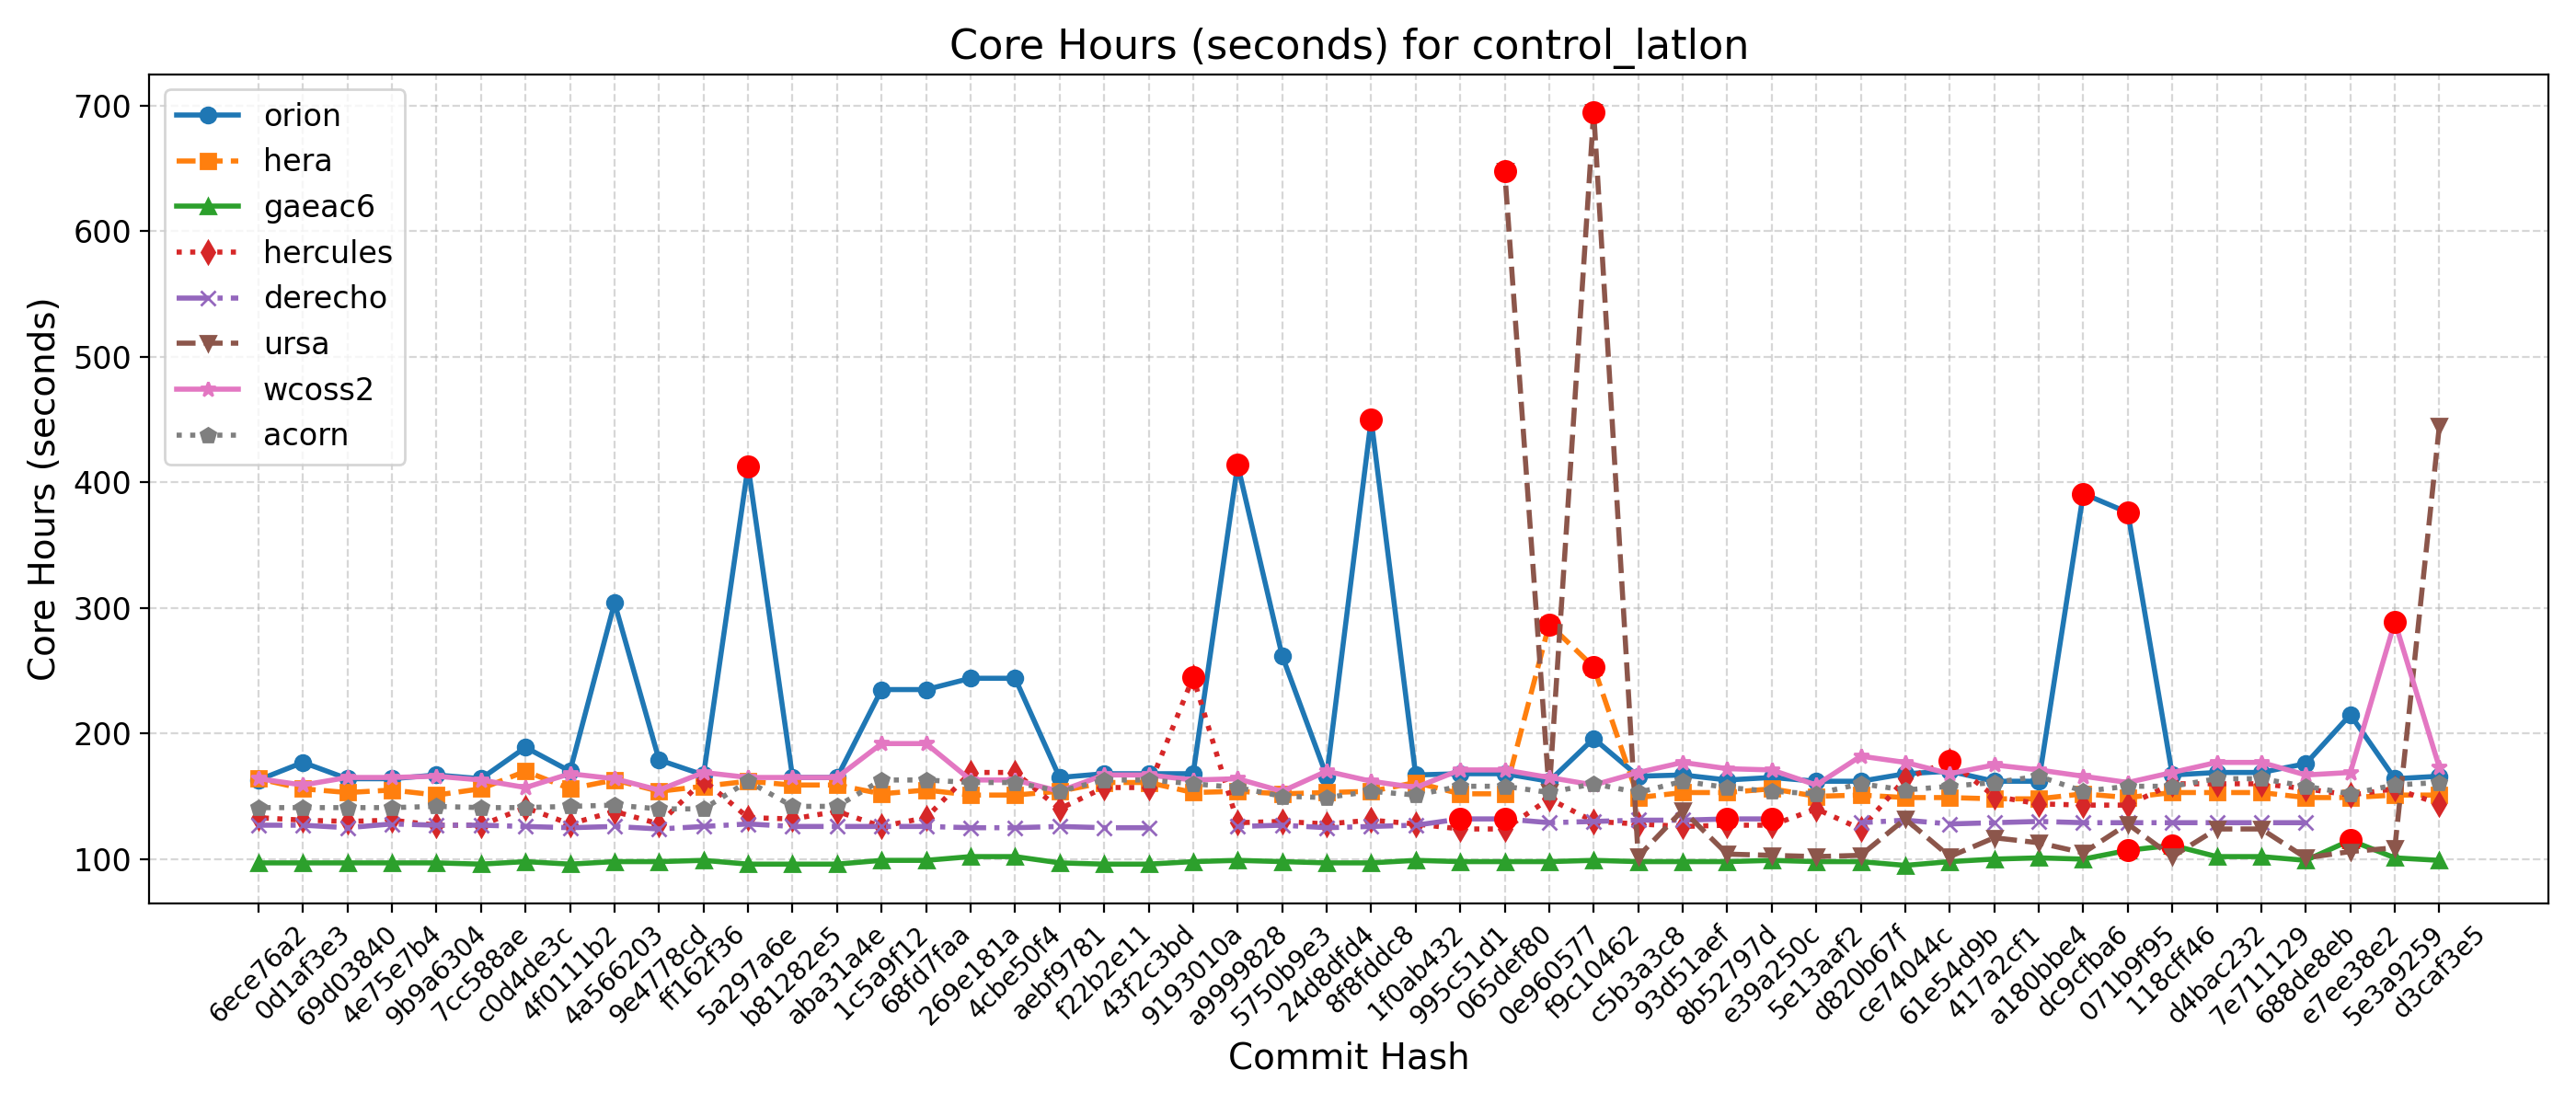 Core Hours (seconds) for control_latlon
Core Hours (seconds)
700
600
500
400
300
200
100
orion
hera
gaeac6
hercules
derecho
ursa
wcoss2
acorn
6ece76a2
0d1af3e3
69d03840
4e75e7b4
9b9a6304
7cc588ae
c0d4de3c
4f0111b2
4a566203
9e4778cd
ff162f36
5a297a6e
b81282e5
aba31a4e
1c5a9f12
68fd7faa
269e181a
4cbe50f4
aebf9781
f22b2e11
43f2c3bd
9193010a
a9999828
5750b9e3
24d8dfd4
8f8fddc8
1f0ab432
995c51d1
065def80
0e960577
f9c10462
c5b3a3c8
93d51aef
8b52797d
e39a250c
5e13aaf2
d820b67f
ce74044c
61e54d9b
417a2cf1
a180bbe4
dc9cfba6
071b9f95
118cff46
d4bac232
7e711129
688de8eb
e7ee38e2
5e3a9259
d3caf3e5
Commit Hash